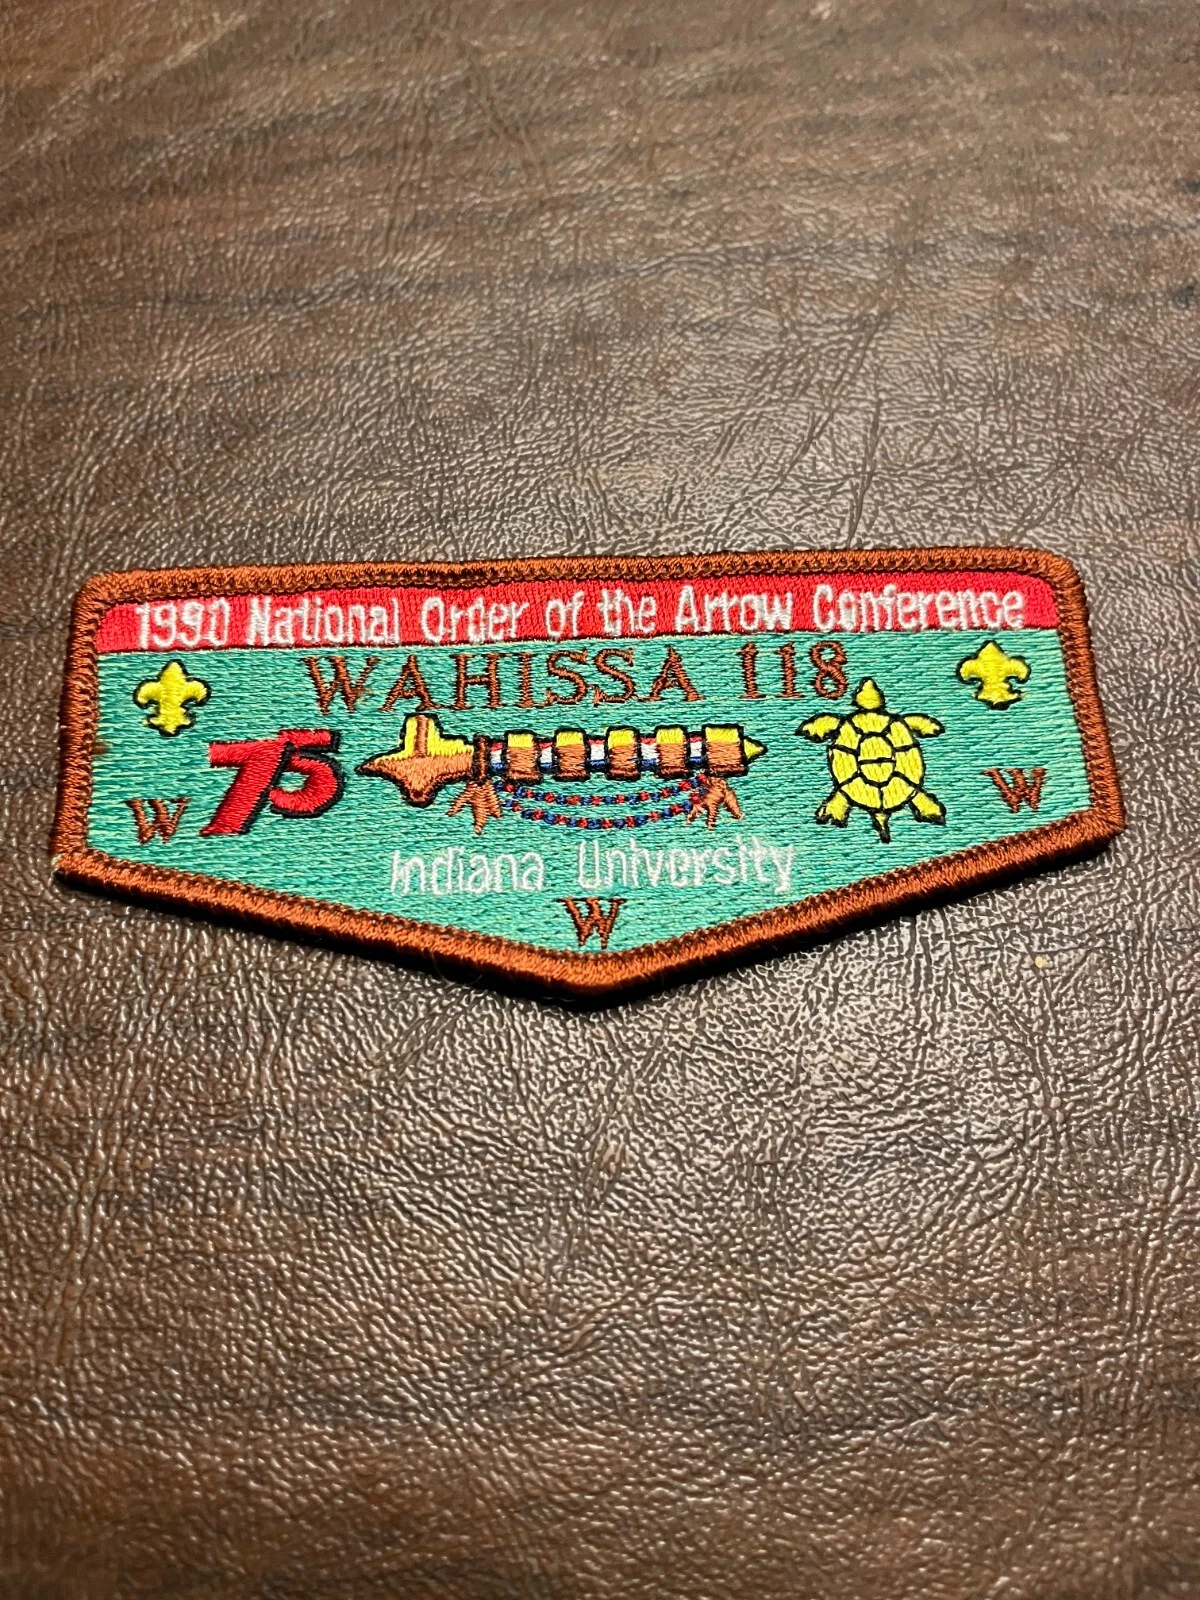 1990 National Order of the Arrow Conference
WAHISSA 118
75
W W
Indiana University
W